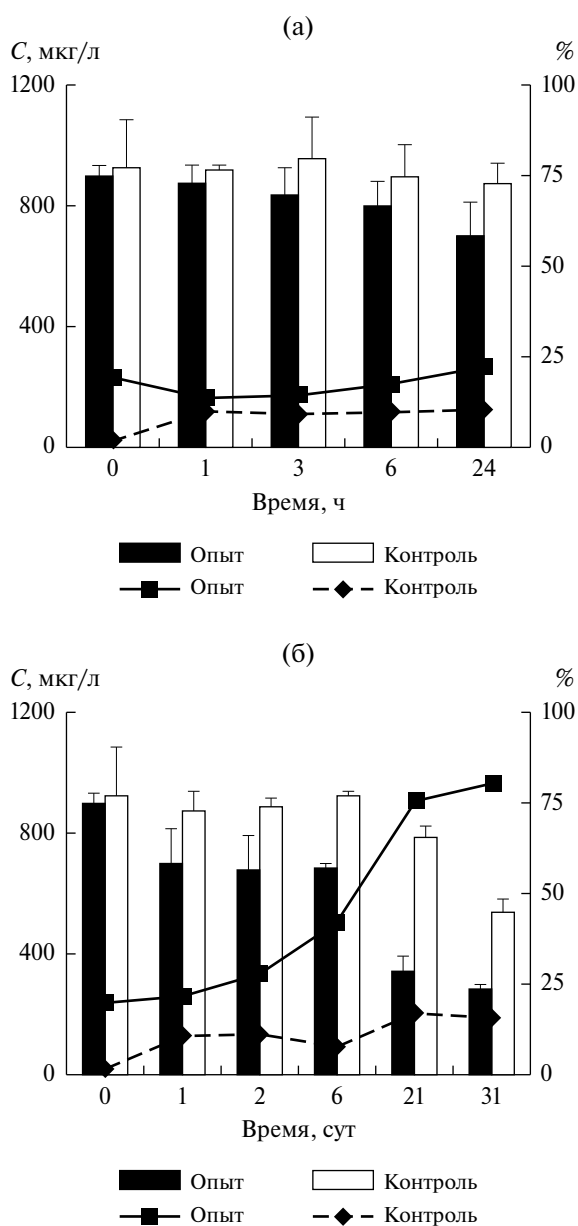 (а)
C, мкг/л %
1200 100
75
800
50
400
25
0 0
0 1 3 6 24
Время, ч
Опыт Контроль
Опыт Контроль
(б)
C, мкг/л %
1200 100
800 75
50
400
25
0 0
0 1 2 6 21 31
Время, сут
Опыт Контроль
Опыт Контроль